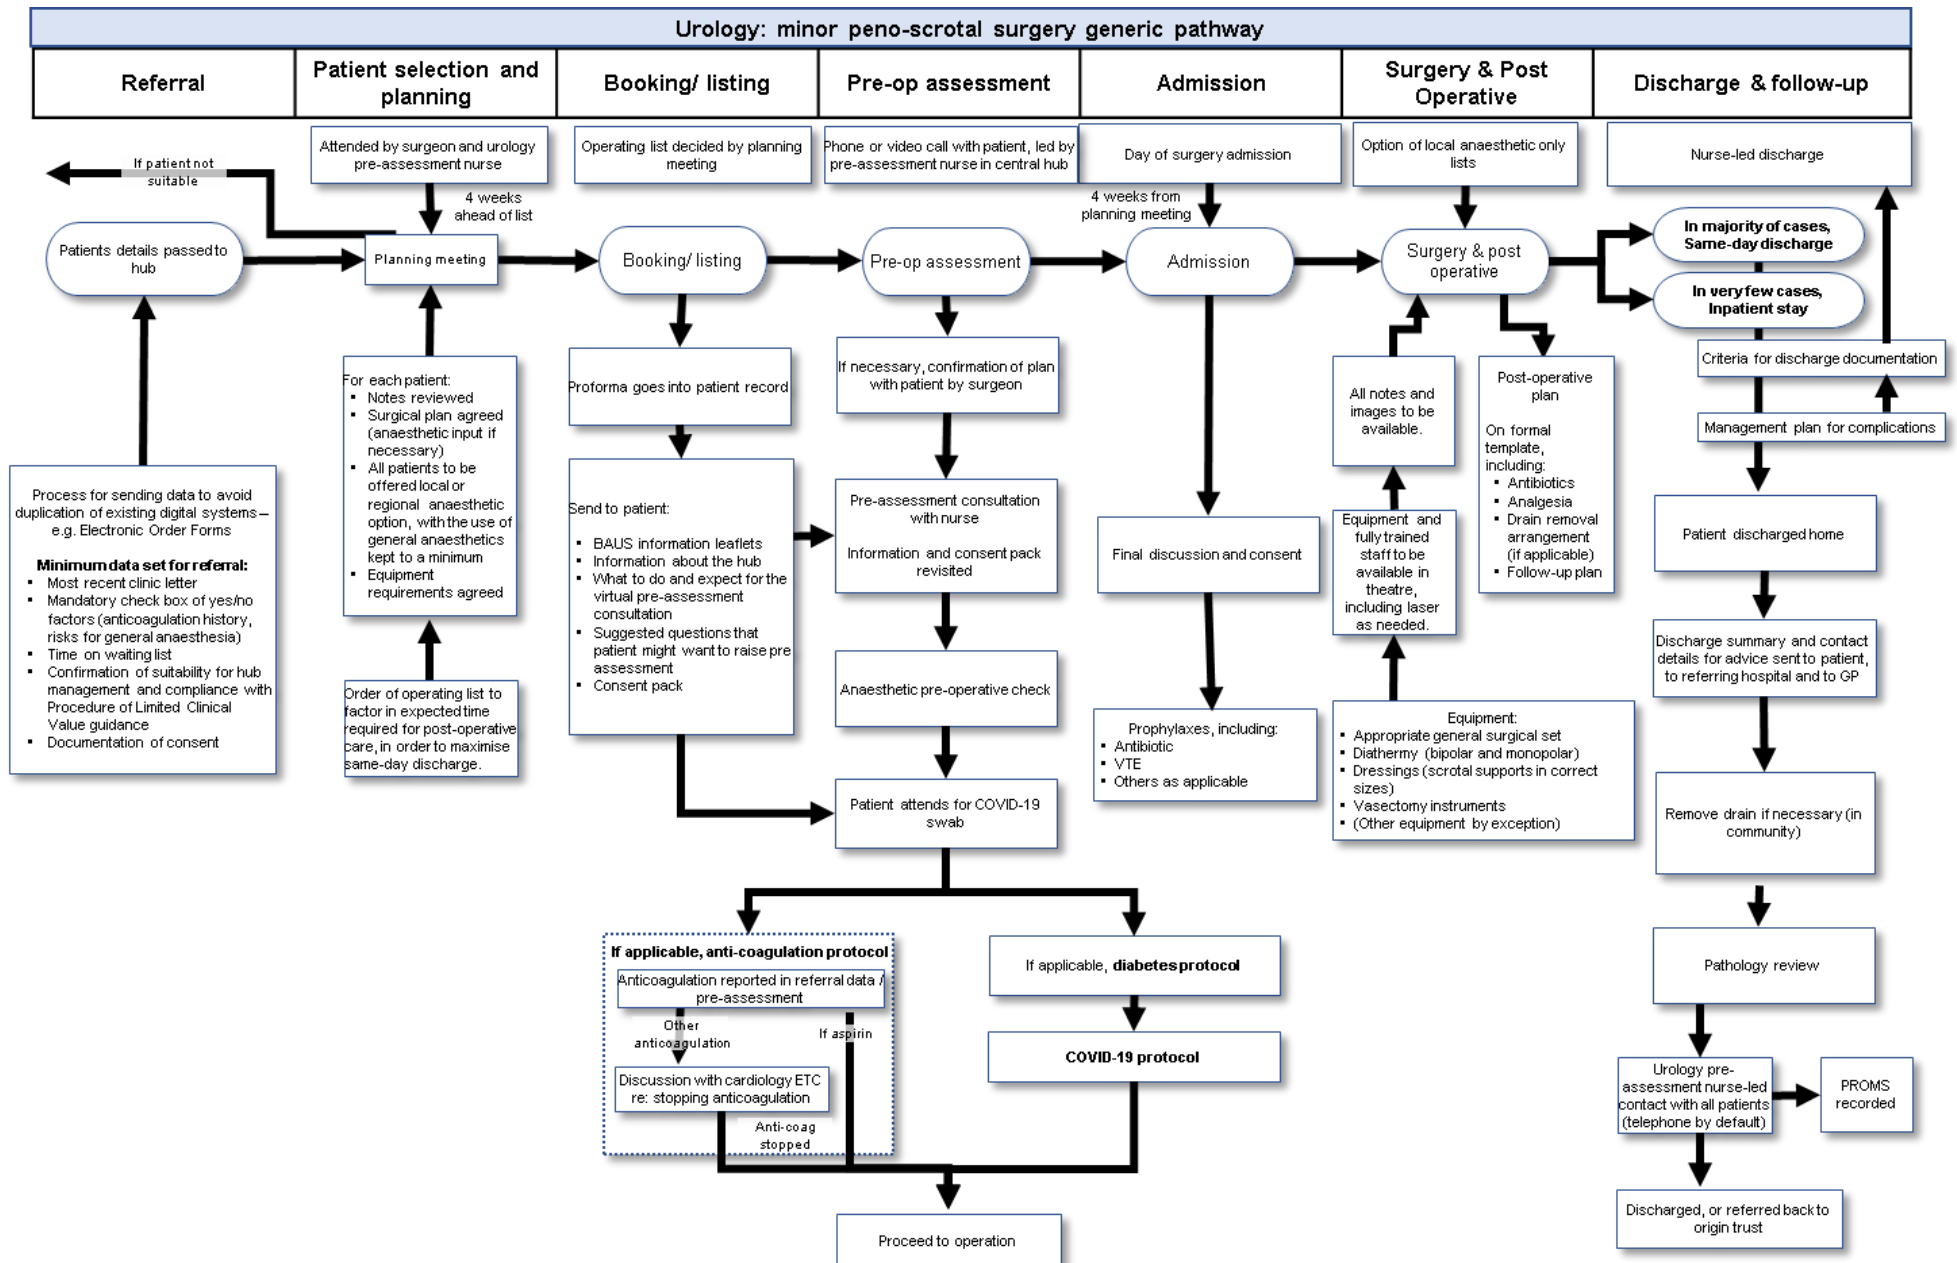 Urology: minor peno-scrotal surgery generic pathway
Referral
Patient selection and
planning
Booking/ listing
Pre-op assessment
Admission
Surgery & Post
Operative
Discharge & follow-up
If patient not
suitable
Attended by surgeon and urology
pre-assessment nurse
4 weeks
ahead of list
Operating list decided by planning
meeting
Phone or video call with patient, led by
pre-assessment nurse in central hub
Day of surgery admission
4 weeks from
planning meeting
Option of local anaesthetic only
lists
Nurse-led discharge
Patients details passed to
hub
Planning meeting
Booking/ listing
Pre-op assessment
Admission
Surgery & post
operative
In majority of cases,
Same-day discharge
In very few cases,
Inpatient stay
Process for sending data to avoid
duplication of existing digital systems –
e.g. Electronic Order Forms
Minimum data set for referral:
▪ Most recent clinic letter
▪ Mandatory check box of yes/no
factors (anticoagulation history,
risks for general anaesthesia)
▪ Time on waiting list
▪ Confirmation of suitability for hub
management and compliance with
Procedure of Limited Clinical
Value guidance
▪ Documentation of consent
For each patient:
▪ Notes reviewed
▪ Surgical plan agreed
(anaesthetic input if
necessary)
▪ All patients to be
offered local or
regional anaesthetic
option, with the use of
general anaesthetics
kept to a minimum
▪ Equipment
requirements agreed
Order of operating list to
factor in expected time
required for post-operative
care, in order to maximise
same-day discharge.
Proforma goes into patient record
Send to patient:
▪ BAUS information leaflets
▪ Information about the hub
▪ What to do and expect for the
virtual pre-assessment
consultation
▪ Suggested questions that
patient might want to raise pre
assessment
▪ Consent pack
If necessary, confirmation of plan
with patient by surgeon
Pre-assessment consultation
with nurse
Information and consent pack
revisited
Anaesthetic pre-operative check
Patient attends for COVID-19
swab
If applicable, anti-coagulation protocol
Anticoagulation reported in referral data /
pre-assessment
Other
anticoagulation
If aspirin
Discussion with cardiology ETC
re: stopping anticoagulation
Anti-coag
stopped
If applicable, diabetes protocol
COVID-19 protocol
Proceed to operation
Final discussion and consent
Prophylaxes, including:
▪ Antibiotic
▪ VTE
▪ Others as applicable
All notes and
images to be
available.
Equipment and
fully trained
staff to be
available in
theatre,
including laser
as needed.
Equipment:
▪ Appropriate general surgical set
▪ Diathermy (bipolar and monopolar)
▪ Dressings (scrotal supports in correct
sizes)
▪ Vasectomy instruments
▪ (Other equipment by exception)
Post-operative
plan
On formal
template,
including:
▪ Antibiotics
▪ Analgesia
▪ Drain removal
arrangement
(if applicable)
▪ Follow-up plan
Criteria for discharge documentation
Management plan for complications
Patient discharged home
Discharge summary and contact
details for advice sent to patient,
to referring hospital and to GP
Remove drain if necessary (in
community)
Pathology review
Urology pre-
assessment nurse-led
contact with all patients
(telephone by default)
PROMS
recorded
Discharged, or referred back to
origin trust